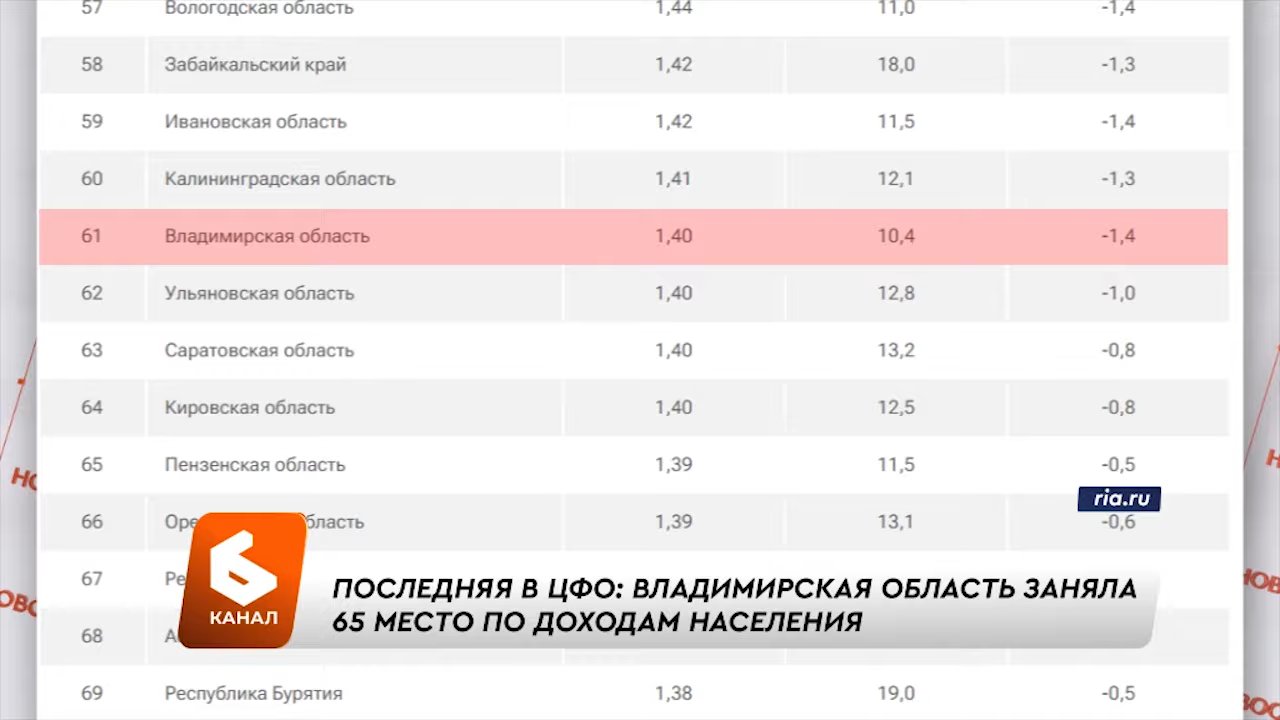 57 Вологодская область 1,44 11,0 -1,4
58 Забайкальский край 1,42 18,0 -1,3
59 Ивановская область 1,42 11,5 -1,4
60 Калининградская область 1,41 12,1 -1,3
61 Владимирская область 1,40 10,4 -1,4
62 Ульяновская область 1,40 12,8 -1,0
63 Саратовская область 1,40 13,2 -0,8
64 Кировская область 1,40 12,5 -0,8
65 Пензенская область 1,39 11,5 -0,5
ria.ru
66 1,39 13,1 -0,6
67
68
КАНАЛ
ПОСЛЕДНЯЯ В ЦФО: ВЛАДИМИРСКАЯ ОБЛАСТЬ ЗАНЯЛА
65 МЕСТО ПО ДОХОДАМ НАСЕЛЕНИЯ
69 Республика Бурятия 1,38 19,0 -0,5